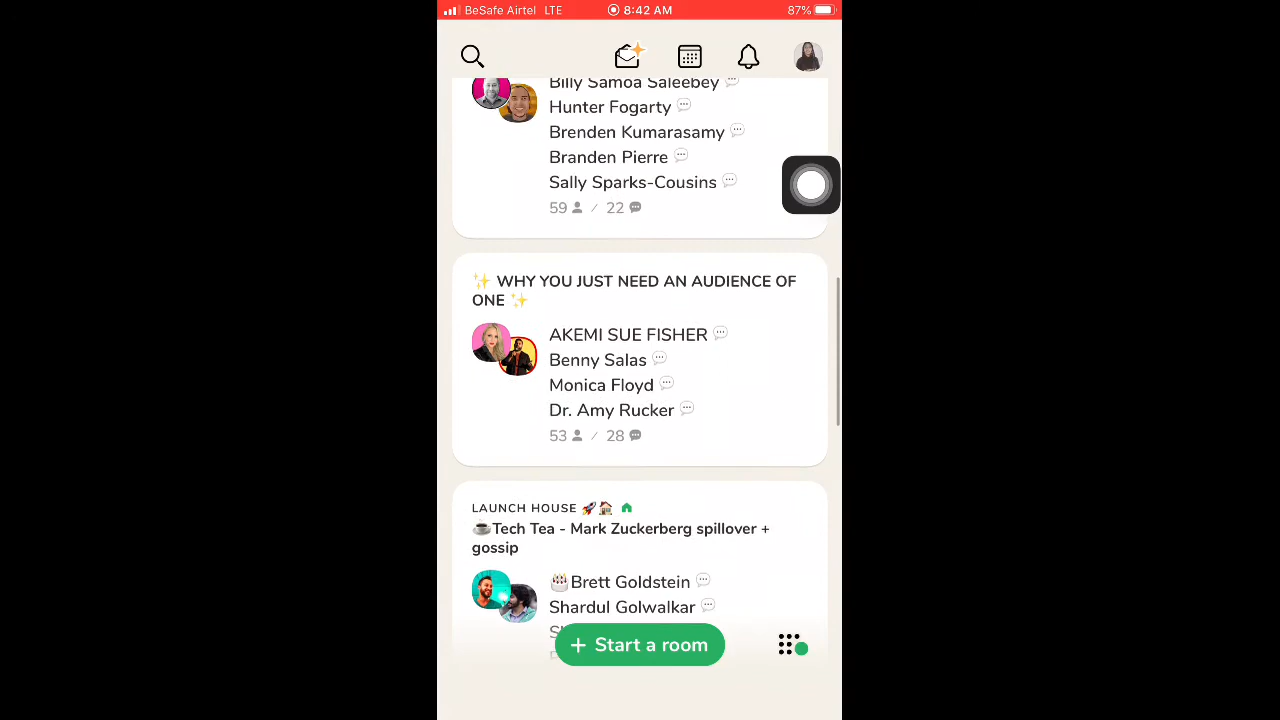 BeSafe Airtel LTE 8:42 AM 87%
Billy Samoa Saleebey
Hunter Fogarty
Brenden Kumarasamy
Branden Pierre
Sally Sparks-Cousins
59 / 22
✨ WHY YOU JUST NEED AN AUDIENCE OF
ONE ✨
AKEMI SUE FISHER
Benny Salas
Monica Floyd
Dr. Amy Rucker
53 / 28
LAUNCH HOUSE 🚀🏠
☕Tech Tea - Mark Zuckerberg spillover +
gossip
🎂Brett Goldstein
Shardul Golwalkar
+ Start a room